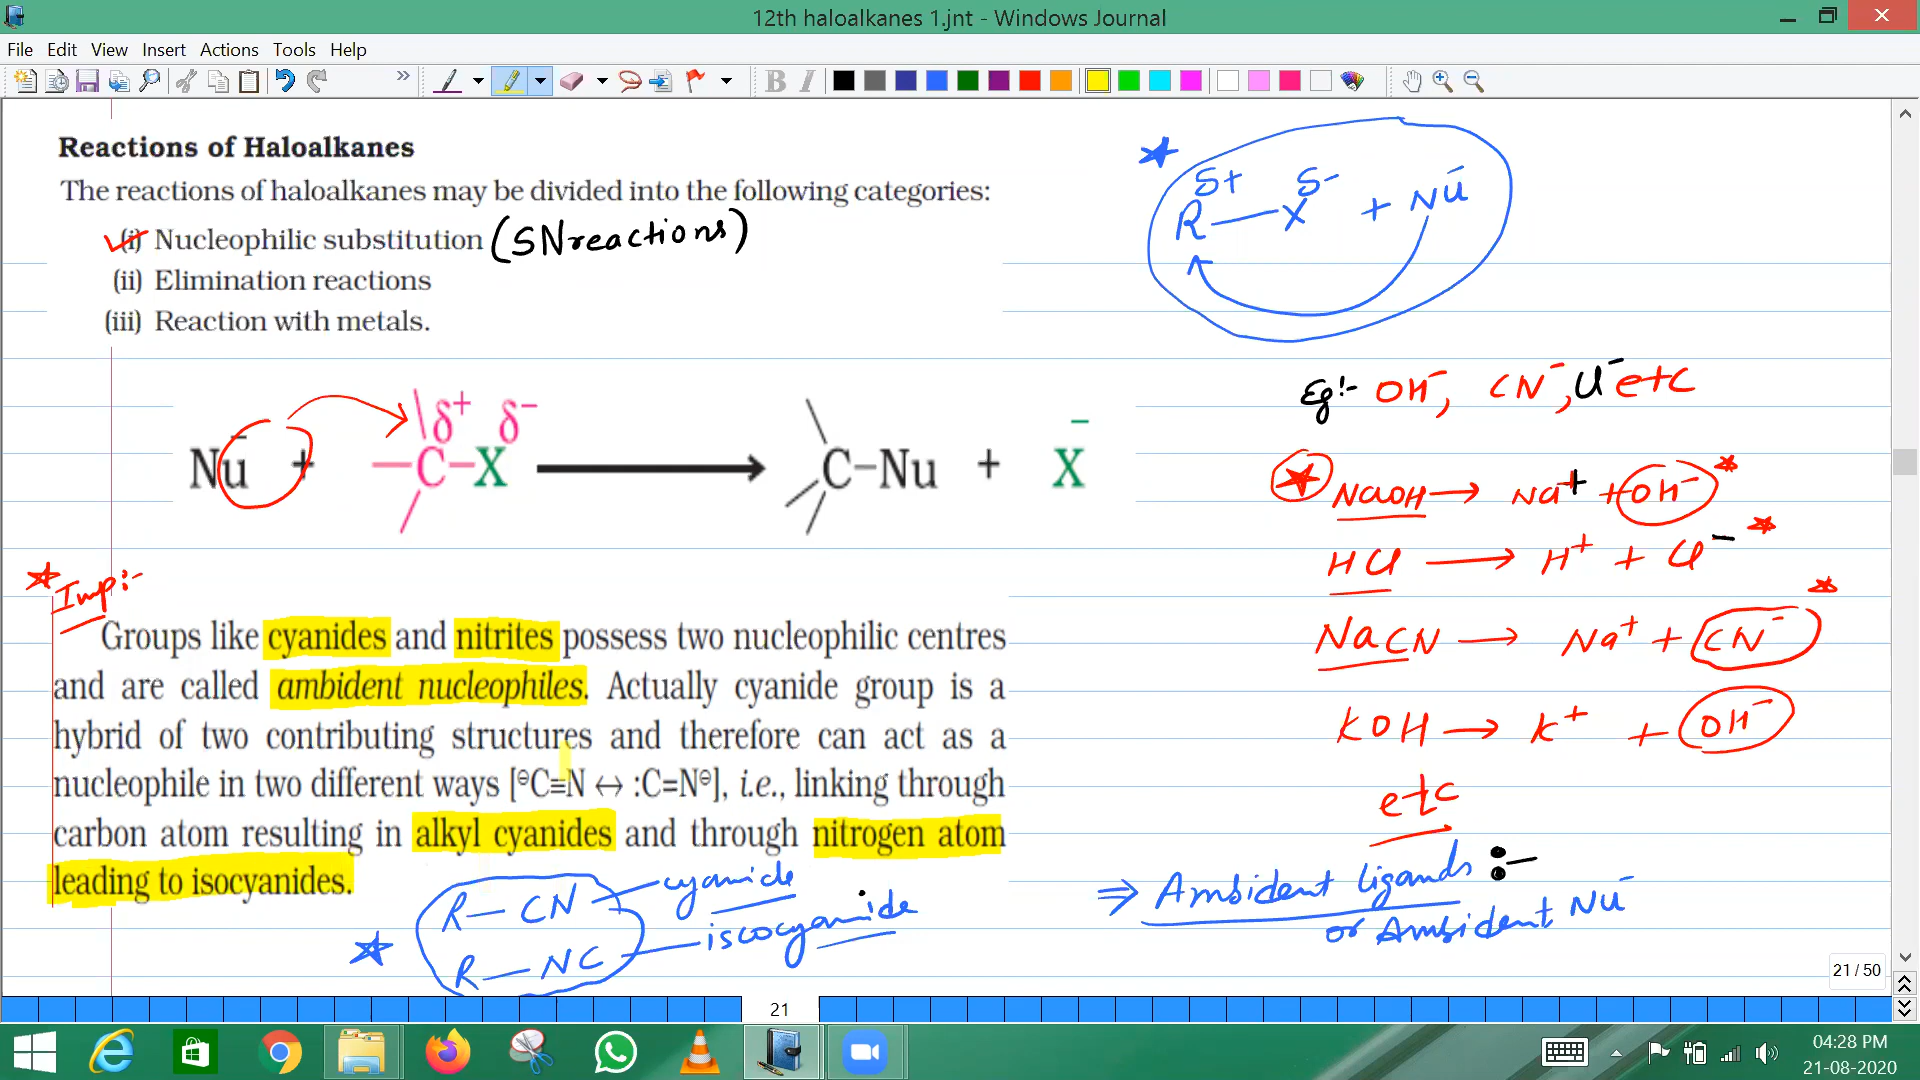 12th haloalkanes 1.jnt - Windows Journal
File Edit View Insert Actions Tools Help
Reactions of Haloalkanes
The reactions of haloalkanes may be divided into the following categories:
(i) Nucleophilic substitution (SN reactions)
(ii) Elimination reactions
(iii) Reaction with metals.
δ+ δ-
R — X + Nu-
Nu- + C-X δ+ δ- C-Nu + X-
Eg:- OH-, CN-, Cl- etc
NaOH → Na+ + OH-
HCl → H+ + Cl-
NaCN → Na+ + CN-
KOH → K+ + OH-
etc
Imp:-
Groups like cyanides and nitrites possess two nucleophilic centres
and are called ambident nucleophiles. Actually cyanide group is a
hybrid of two contributing structures and therefore can act as a
nucleophile in two different ways [⊖C≡N ↔ :C=N⊖], i.e., linking through
carbon atom resulting in alkyl cyanides and through nitrogen atom
leading to isocyanides.
R — CN cyanide
R — NC iscocyanide
⇒ Ambident ligands :-
or Ambident Nu-
21 / 50
21
04:28 PM
21-08-2020